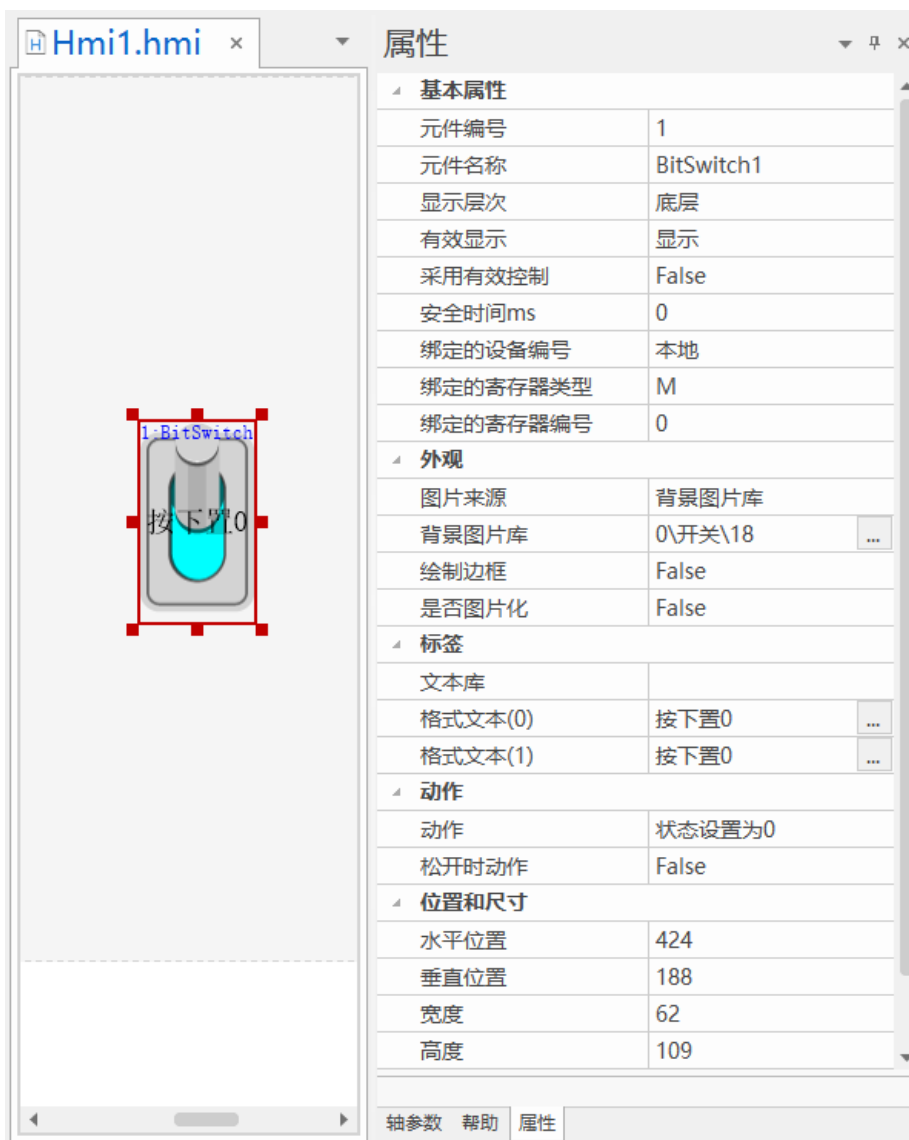 Hmi1.hmi
1:BitSwitch
按下置0
属性
基本属性
元件编号 1
元件名称 BitSwitch1
显示层次 底层
有效显示 显示
采用有效控制 False
安全时间ms 0
绑定的设备编号 本地
绑定的寄存器类型 M
绑定的寄存器编号 0
外观
图片来源 背景图片库
背景图片库 0\开关\18 ...
绘制边框 False
是否图片化 False
标签
文本库
格式文本(0) 按下置0 ...
格式文本(1) 按下置0 ...
动作
动作 状态设置为0
松开时动作 False
位置和尺寸
水平位置 424
垂直位置 188
宽度 62
高度 109
轴参数 帮助 属性